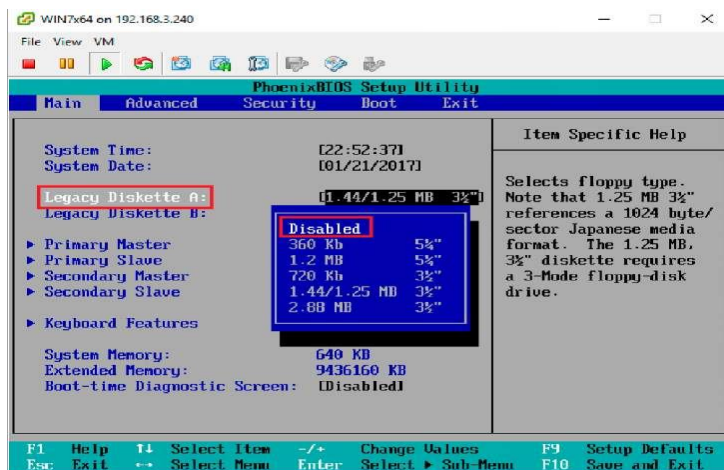 WIN7x64 on 192.168.3.240
File View VM
PhoenixBIOS Setup Utility
Main Advanced Security Boot Exit
Item Specific Help
System Time: [22:52:37]
System Date: [01/21/2017]
Selects floppy type.
Legacy Diskette A: [1.44/1.25 MB 3½"]
Note that 1.25 MB 3½"
Legacy Diskette B:
references a 1024 byte/
Disabled
sector Japanese media
Primary Master
360 Kb 5¼"
format. The 1.25 MB,
Primary Slave
1.2 MB 5¼"
3½" diskette requires
Secondary Master
720 Kb 3½"
a 3-Mode floppy-disk
Secondary Slave
1.44/1.25 MB 3½"
drive.
2.88 MB 3½"
Keyboard Features
System Memory: 640 KB
Extended Memory: 9436160 KB
Boot-time Diagnostic Screen: [Disabled]
F1 Help ↑↓ Select Item -/+ Change Values F9 Setup Defaults
Esc Exit ↔ Select Menu Enter Select ▶ Sub-Menu F10 Save and Exit